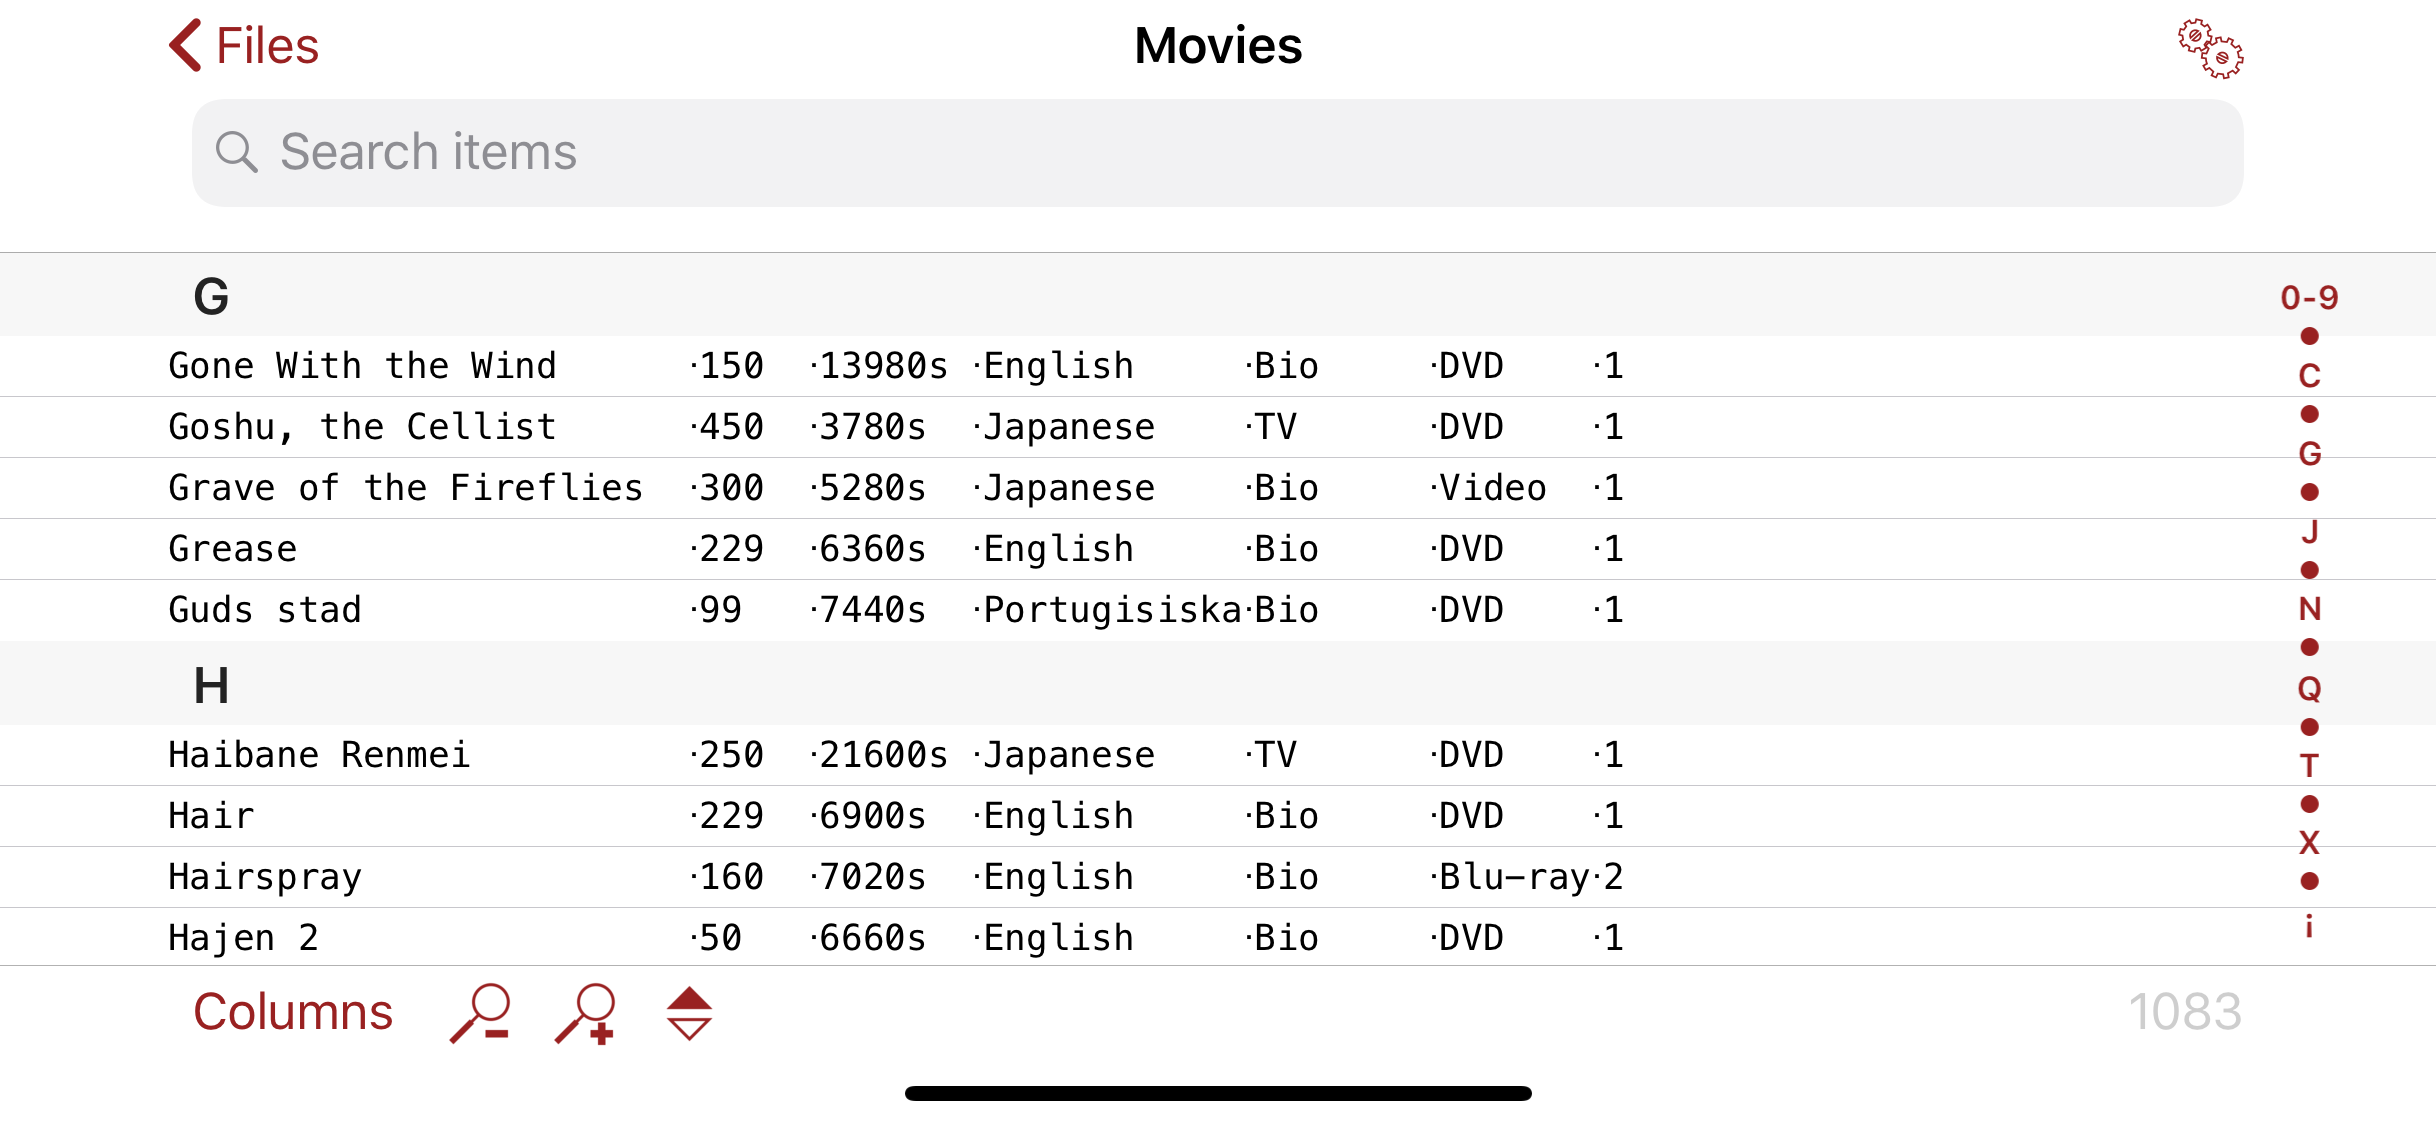 Files
Movies
Search items
G
Gone With the Wind ·150 ·13980s ·English ·Bio ·DVD ·1
Goshu, the Cellist ·450 ·3780s ·Japanese ·TV ·DVD ·1
Grave of the Fireflies ·300 ·5280s ·Japanese ·Bio ·Video ·1
Grease ·229 ·6360s ·English ·Bio ·DVD ·1
Guds stad ·99 ·7440s ·Portugisiska·Bio ·DVD ·1
H
Haibane Renmei ·250 ·21600s ·Japanese ·TV ·DVD ·1
Hair ·229 ·6900s ·English ·Bio ·DVD ·1
Hairspray ·160 ·7020s ·English ·Bio ·Blu-ray·2
Hajen 2 ·50 ·6660s ·English ·Bio ·DVD ·1
0-9
C
G
J
N
Q
T
X
i
Columns
1083